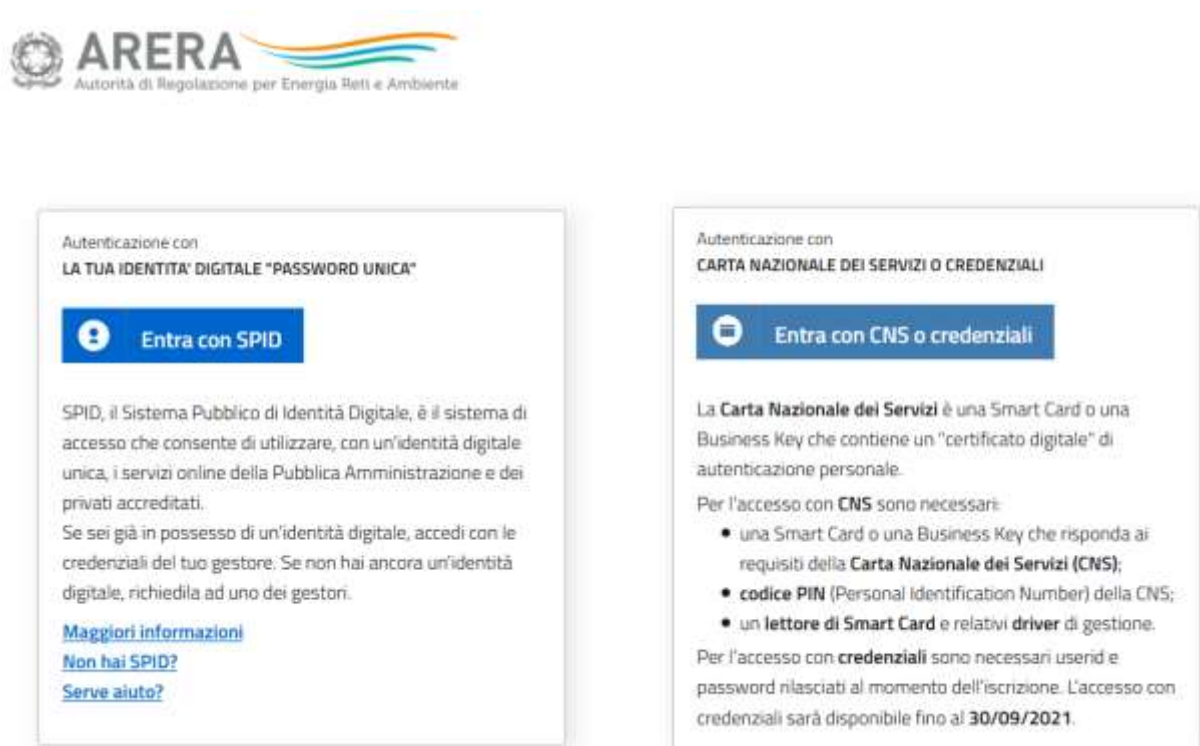 ARERA
Autorità di Regolazione per Energia Reti e Ambiente
Autenticazione con
LA TUA IDENTITA' DIGITALE "PASSWORD UNICA"
Entra con SPID
SPID, il Sistema Pubblico di Identità Digitale, è il sistema di
accesso che consente di utilizzare, con un'identità digitale
unica, i servizi online della Pubblica Amministrazione e dei
privati accreditati.
Se sei già in possesso di un'identità digitale, accedi con le
credenziali del tuo gestore. Se non hai ancora un'identità
digitale, richiedila ad uno dei gestori.
Maggiori informazioni
Non hai SPID?
Serve aiuto?
Autenticazione con
CARTA NAZIONALE DEI SERVIZI O CREDENZIALI
Entra con CNS o credenziali
La Carta Nazionale dei Servizi è una Smart Card o una
Business Key che contiene un "certificato digitale" di
autenticazione personale.
Per l'accesso con CNS sono necessari:
• una Smart Card o una Business Key che risponda ai
requisiti della Carta Nazionale dei Servizi (CNS);
• codice PIN (Personal Identification Number) della CNS;
• un lettore di Smart Card e relativi driver di gestione.
Per l'accesso con credenziali sono necessari userid e
password rilasciati al momento dell'iscrizione. L'accesso con
credenziali sarà disponibile fino al 30/09/2021.